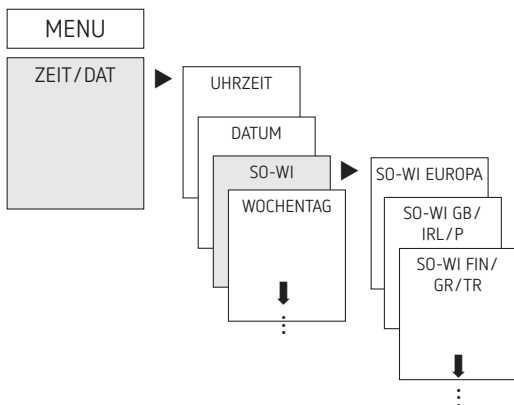 MENU
ZEIT/DAT
UHRZEIT
DATUM
SO-WI
WOCHENTAG
SO-WI EUROPA
SO-WI GB/
IRL/P
SO-WI FIN/
GR/TR